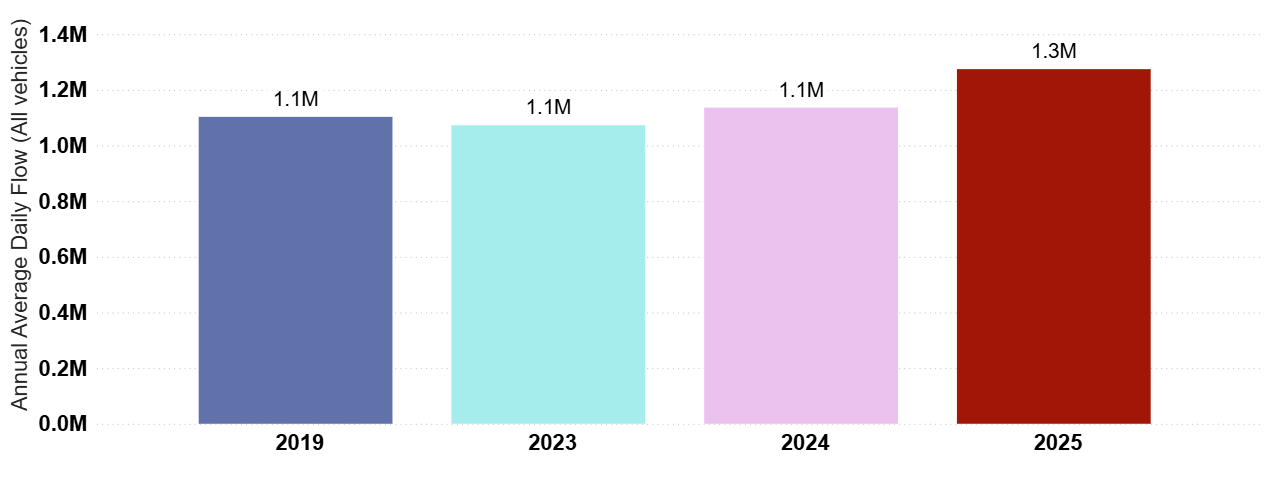 Annual Average Daily Flow (All vehicles)
1.4M
1.2M
1.0M
0.8M
0.6M
0.4M
0.2M
0.0M
1.1M
1.1M
1.1M
1.3M
2019
2023
2024
2025